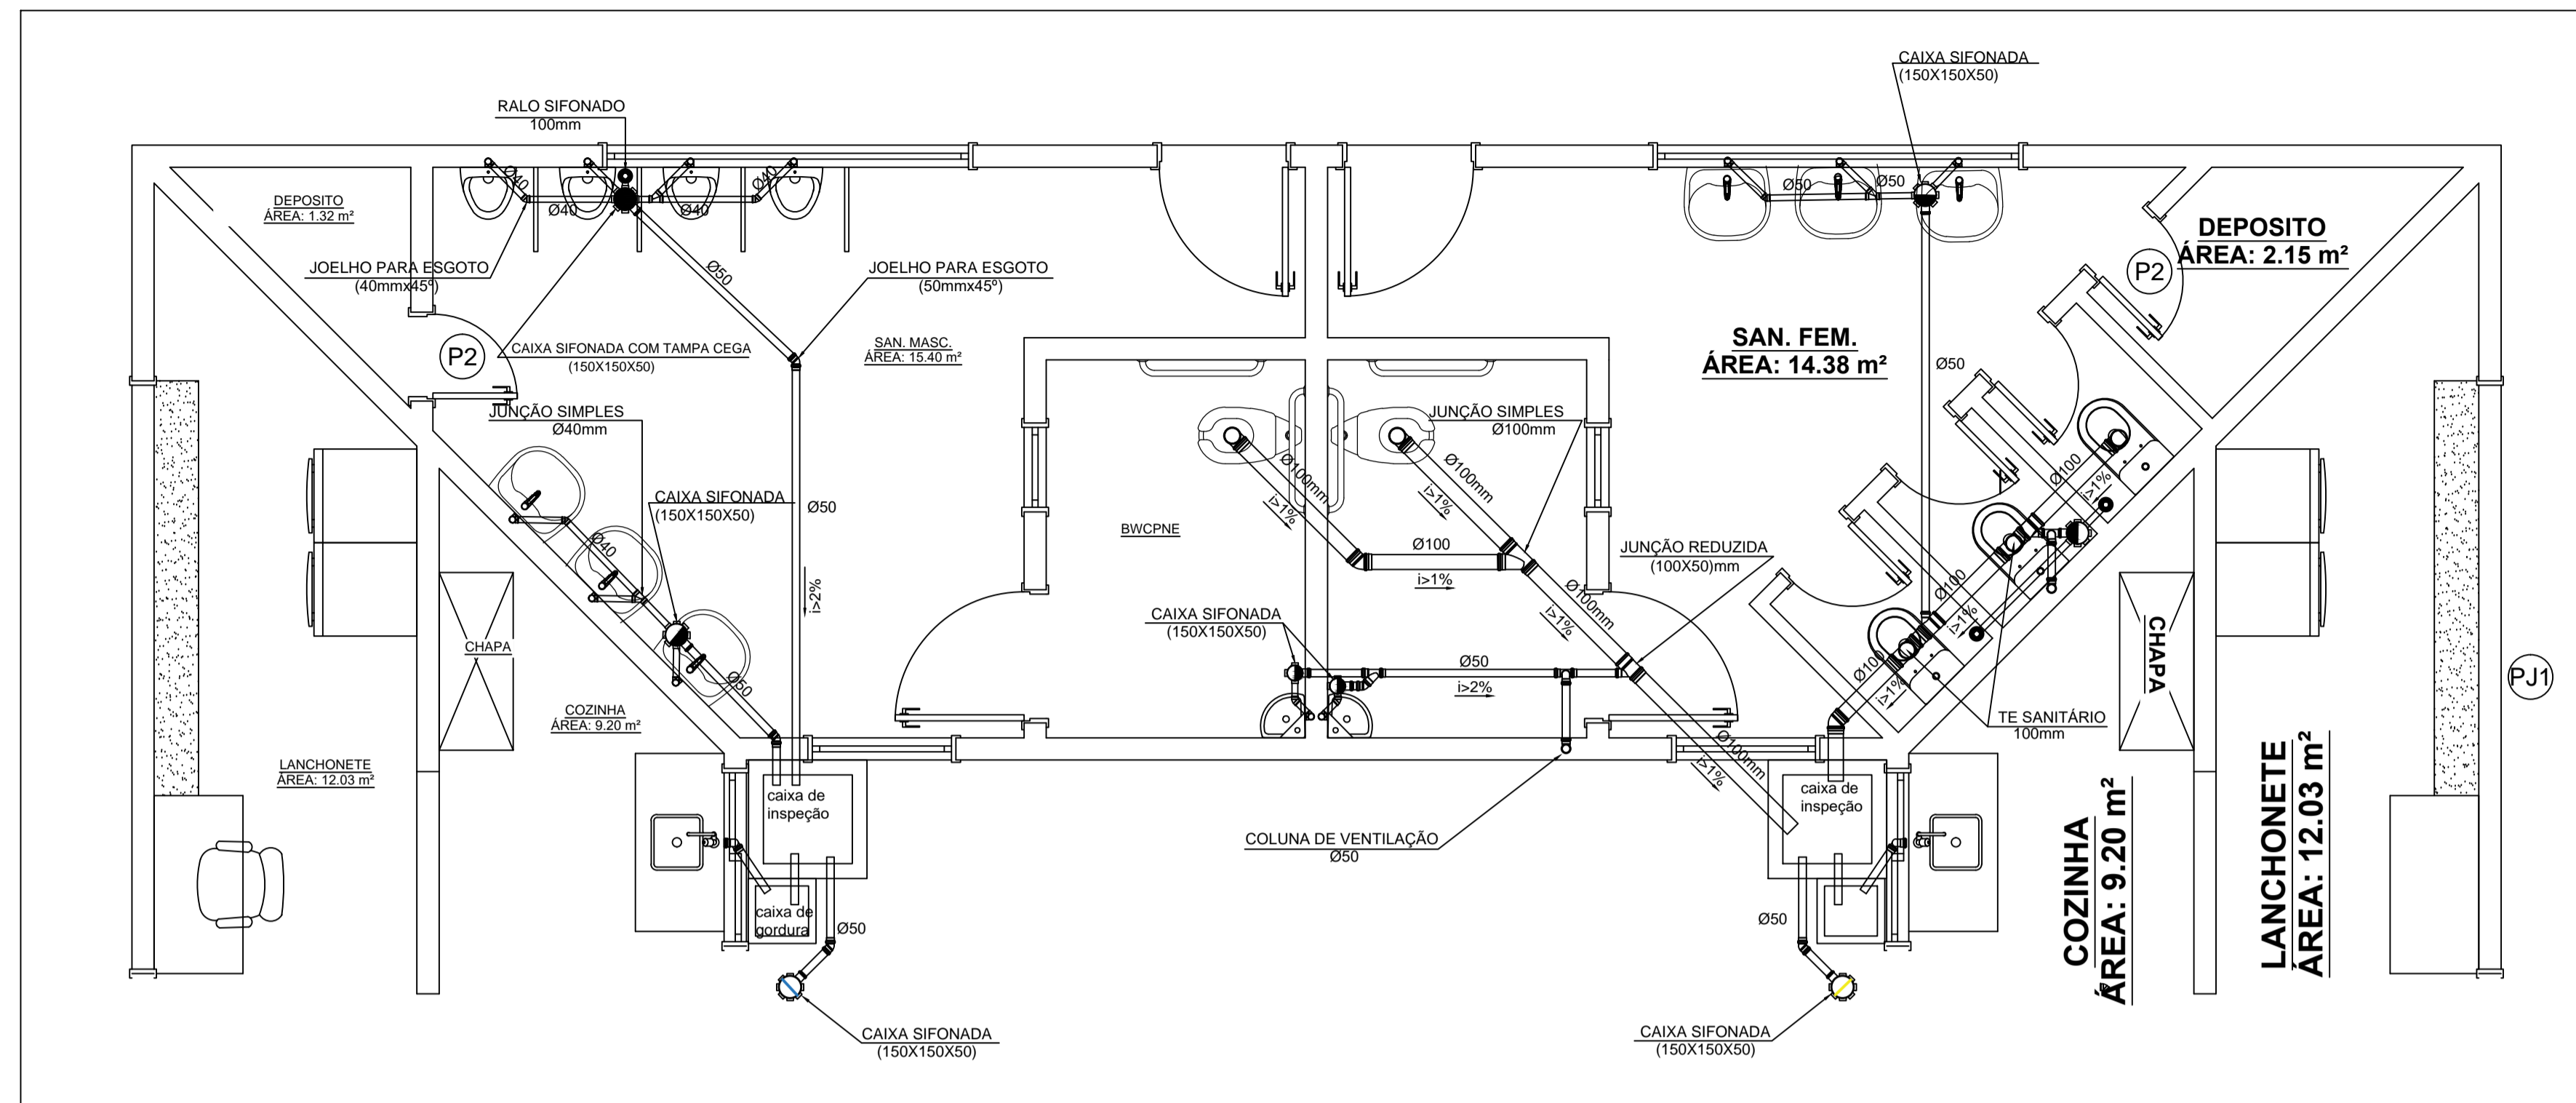 CAIXA SIFONADA
(150X150X50)
RALO SIFONADO
100mm
DEPOSITO
ÁREA: 1.32 m²
Ø40
Ø40
Ø40
Ø40
Ø50
Ø50
DEPOSITO
ÁREA: 2.15 m²
P2
JOELHO PARA ESGOTO
(40mmx45º)
JOELHO PARA ESGOTO
(50mmx45º)
Ø50
P2
CAIXA SIFONADA COM TAMPA CEGA
(150X150X50)
SAN. MASC.
ÁREA: 15.40 m²
SAN. FEM.
ÁREA: 14.38 m²
Ø50
JUNÇÃO SIMPLES
Ø40mm
JUNÇÃO SIMPLES
Ø100mm
CAIXA SIFONADA
(150X150X50)
Ø50
Ø100mm
i>1%
Ø100mm
i>1%
Ø100
i>1%
BWCPNE
Ø40
Ø100
i>1%
JUNÇÃO REDUZIDA
(100X50)mm
i>2%
Ø100mm
i>1%
Ø100
i>1%
CAIXA SIFONADA
(150X150X50)
CHAPA
CHAPA
Ø50
Ø50
i>2%
Ø100
i>1%
PJ1
COZINHA
ÁREA: 9.20 m²
TE SANITÁRIO
100mm
LANCHONETE
ÁREA: 12.03 m²
Ø100mm
i>1%
caixa de
inspeção
caixa de
inspeção
COLUNA DE VENTILAÇÃO
Ø50
COZINHA
ÁREA: 9.20 m²
LANCHONETE
ÁREA: 12.03 m²
caixa de
gordura
Ø50
Ø50
CAIXA SIFONADA
(150X150X50)
CAIXA SIFONADA
(150X150X50)